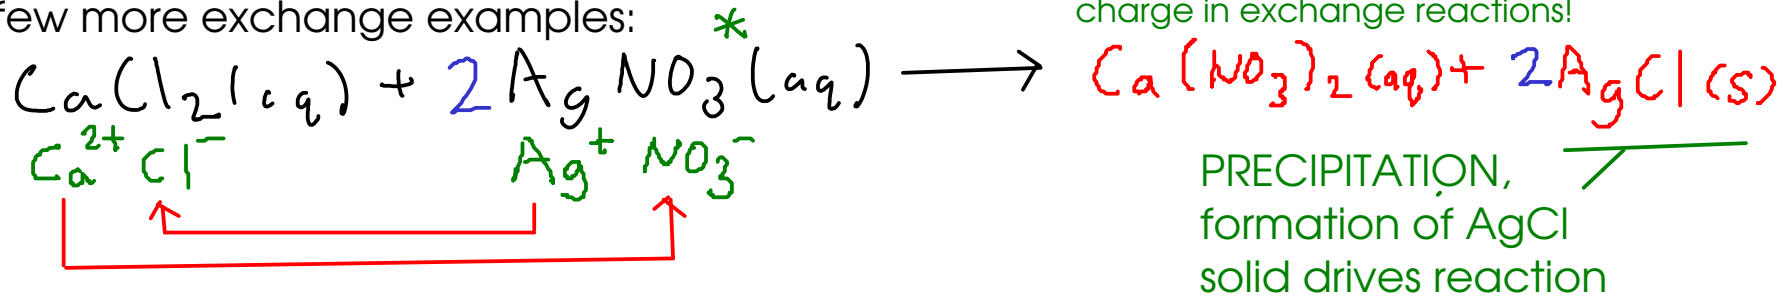 few more exchange examples: *
charge in exchange reactions!
CaCl₂(aq) + 2AgNO₃(aq) → Ca(NO₃)₂(aq) + 2AgCl(s)
Ca²⁺ Cl⁻ Ag⁺ NO₃⁻
PRECIPITATION,
formation of AgCl
solid drives reaction